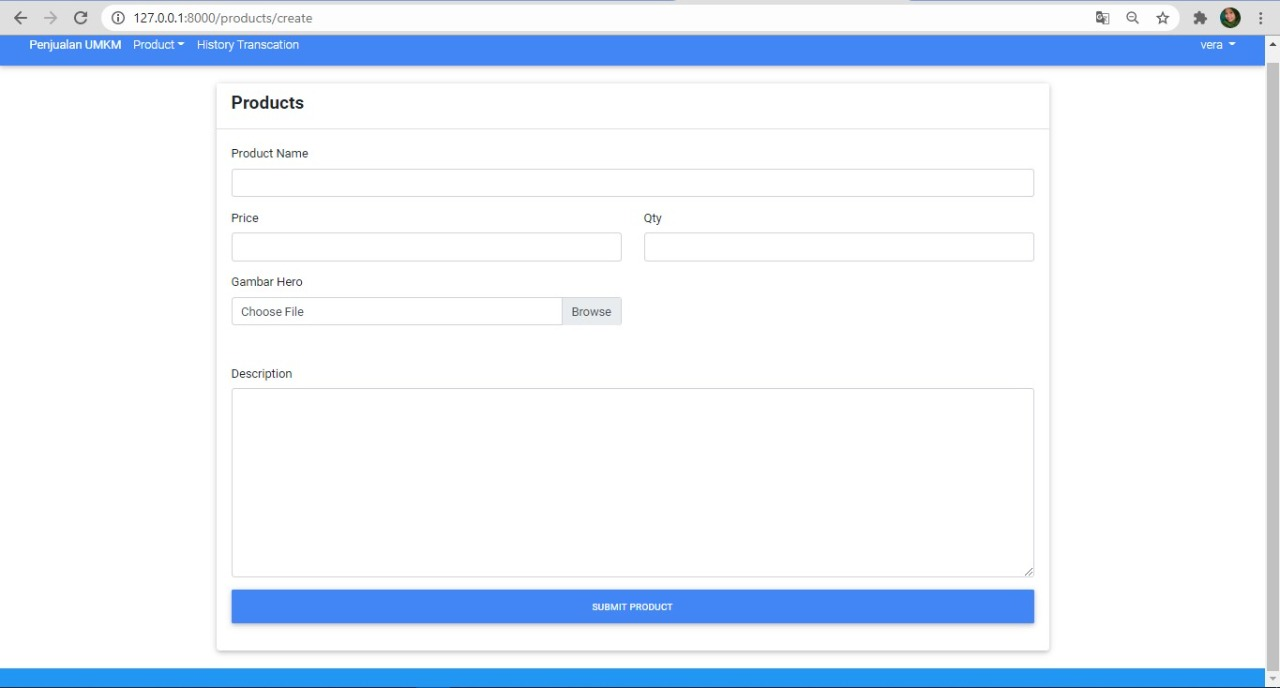 127.0.0.1:8000/products/create
Penjualan UMKM Product History Transcation vera
Products
Product Name
Price Qty
Gambar Hero
Choose File Browse
Description
SUBMIT PRODUCT